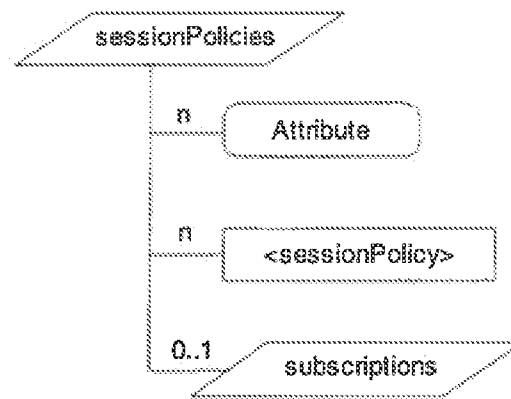 sessionPolicies
n
Attribute
n
<sessionPolicy>
0..1
subscriptions